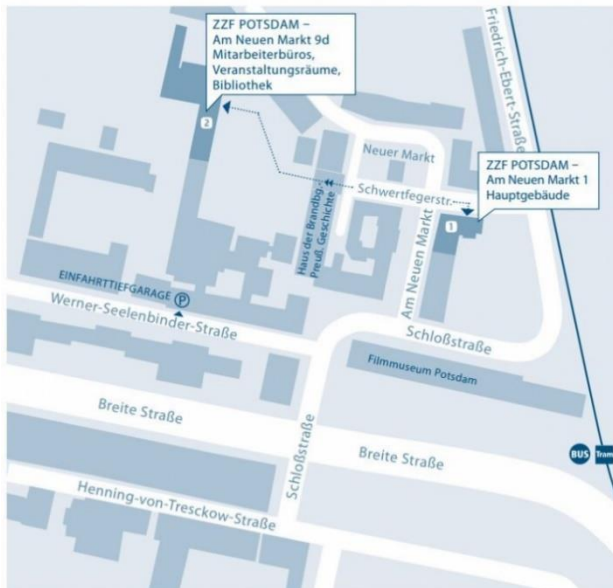 ZZF POTSDAM –
Am Neuen Markt 9d
Mitarbeiterbüros,
Veranstaltungsräume,
Bibliothek
Friedrich-Ebert-Straße
2
Neuer Markt
ZZF POTSDAM –
Am Neuen Markt 1
Hauptgebäude
Schwertfegerstr.
1
Haus der Brandbg.-
Preuß. Geschichte
Am Neuen Markt
EINFAHRTTIEFGARAGE P
Werner-Seelenbinder-Straße
Schloßstraße
Filmmuseum Potsdam
Breite Straße
Breite Straße
BUS Tram
Schloßstraße
Henning-von-Tresckow-Straße